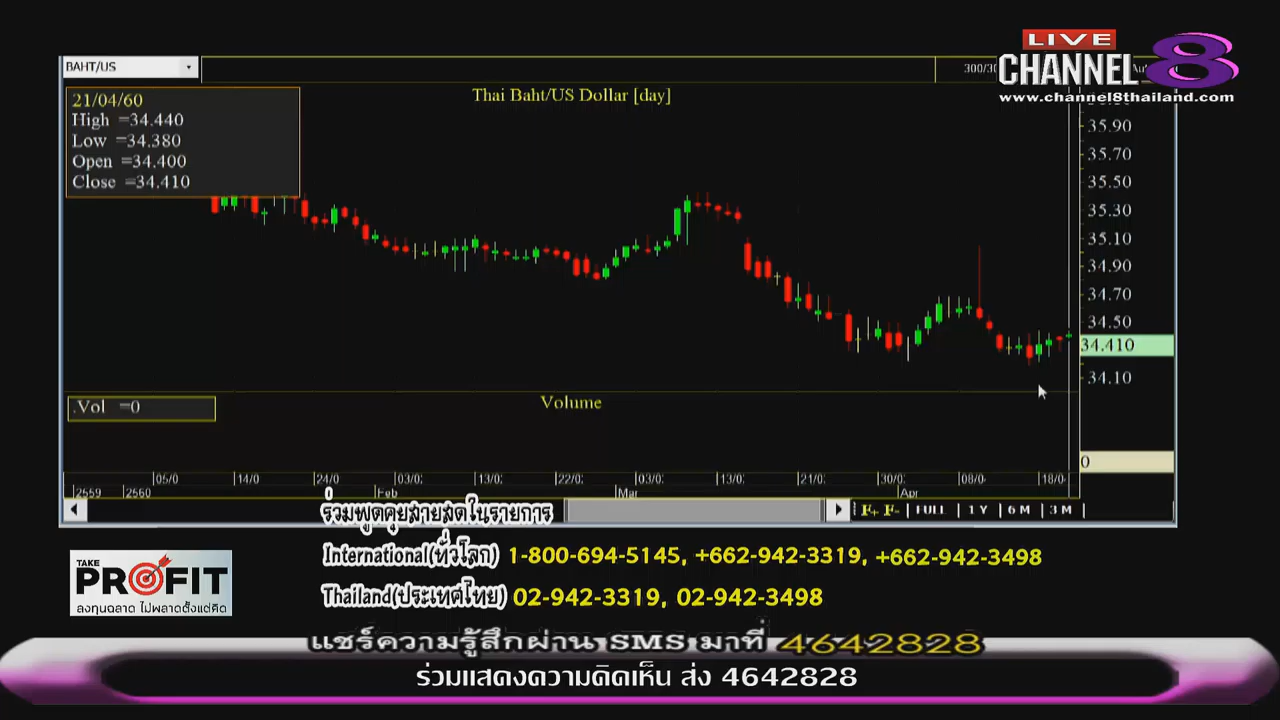 LIVE
CHANNEL 8
www.channel8thailand.com
BAHT/US
21/04/60
High =34.440
Low =34.380
Open =34.400
Close =34.410
Thai Baht/US Dollar [day]
35.90
35.70
35.50
35.30
35.10
34.90
34.70
34.50
34.410
34.10
.Vol =0
Volume
0
05/0 14/0 24/0 03/0 13/0 22/0 03/0 13/0 21/0 30/0 08/0 18/0
2559 2560 Feb Mar Apr
F+ F- FULL 1 Y 6 M 3 M
ร่วมพูดคุยสายสดในรายการ
International(ทั่วโลก) 1-800-694-5145, +662-942-3319, +662-942-3498
Thailand(ประเทศไทย) 02-942-3319, 02-942-3498
TAKE
PROFIT
ลงทุนฉลาด ไม่พลาดตั้งแต่คิด
แชร์ความรู้สึกผ่าน SMS มาที่ 4642828
ร่วมแสดงความคิดเห็น ส่ง 4642828